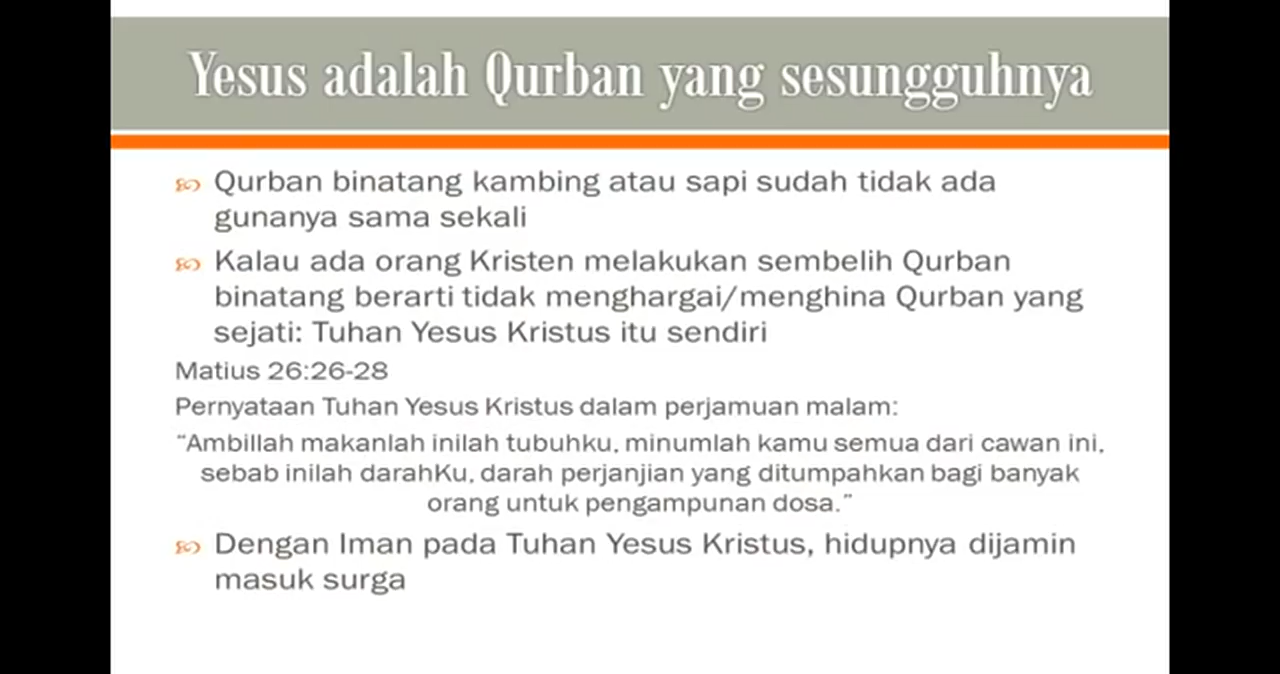 Yesus adalah Qurban yang sesungguhnya
Qurban binatang kambing atau sapi sudah tidak ada
gunanya sama sekali
Kalau ada orang Kristen melakukan sembelih Qurban
binatang berarti tidak menghargai/menghina Qurban yang
sejati: Tuhan Yesus Kristus itu sendiri
Matius 26:26-28
Pernyataan Tuhan Yesus Kristus dalam perjamuan malam:
“Ambillah makanlah inilah tubuhku, minumlah kamu semua dari cawan ini,
sebab inilah darahKu, darah perjanjian yang ditumpahkan bagi banyak
orang untuk pengampunan dosa.”
Dengan Iman pada Tuhan Yesus Kristus, hidupnya dijamin
masuk surga